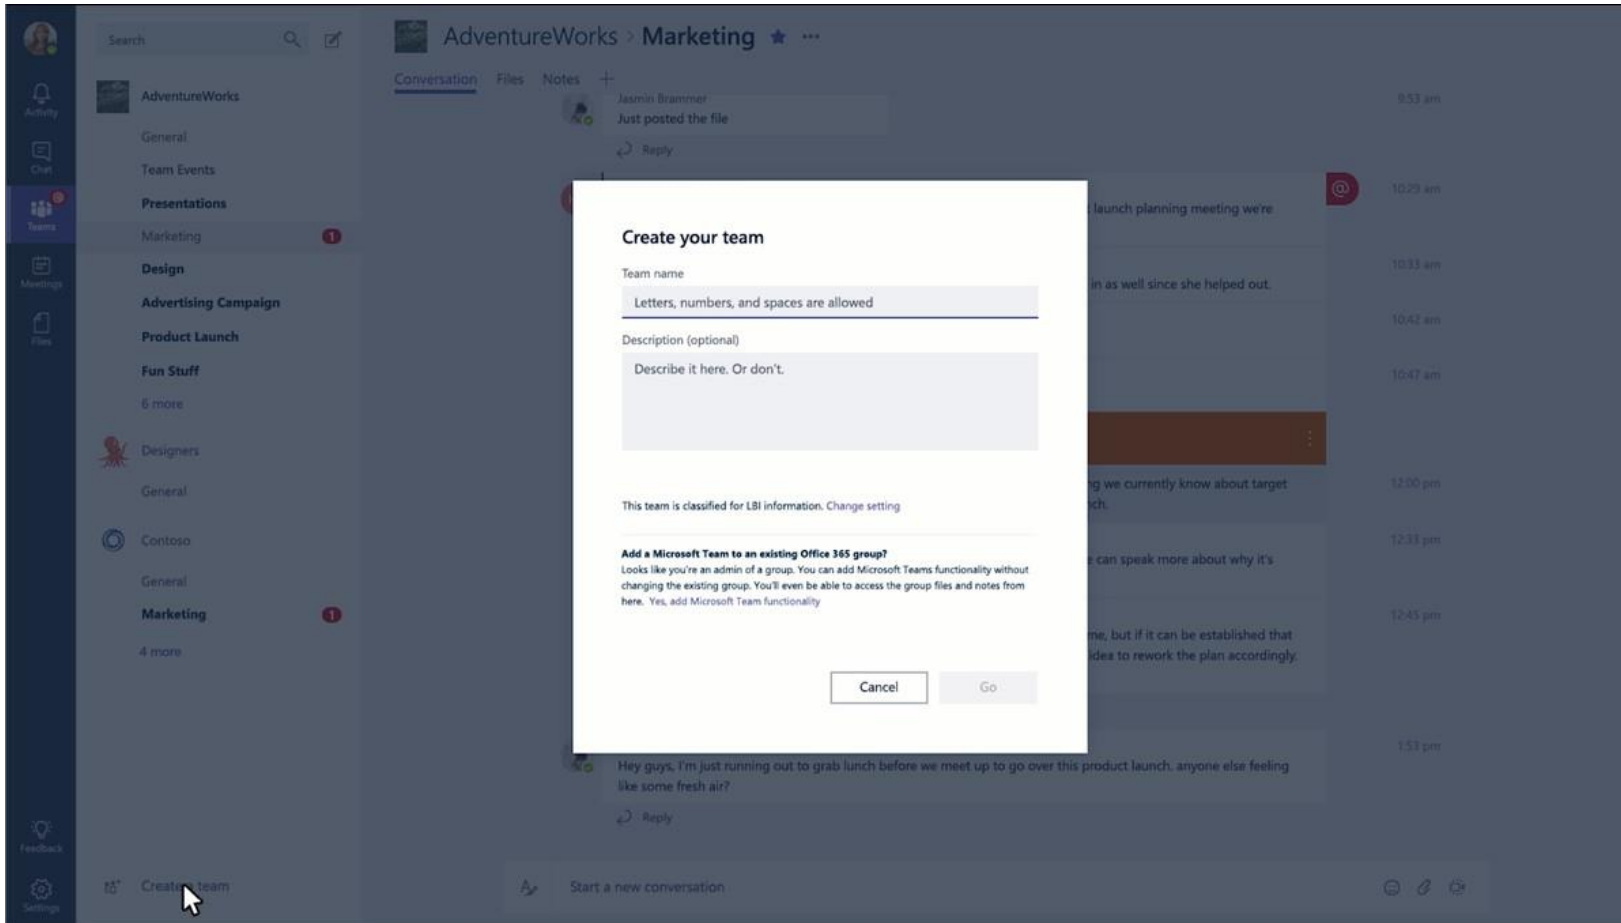 Search
AdventureWorks > Marketing
Conversation Files Notes
Activity
Chat
Teams
Meetings
Files
Feedback
Settings
AdventureWorks
General
Team Events
Presentations
Marketing 1
Design
Advertising Campaign
Product Launch
Fun Stuff
6 more
Designers
General
Contoso
General
Marketing 1
4 more
Create a team
Jasmin Brammer 9:53 am
Just posted the file
Reply
@ 10:29 am
launch planning meeting we're
10:33 am
in as well since she helped out.
10:42 am
10:47 am
we currently know about target 12:00 pm
12:33 pm
can speak more about why it's
12:45 pm
but if it can be established that
idea to rework the plan accordingly.
Create your team
Team name
Letters, numbers, and spaces are allowed
Description (optional)
Describe it here. Or don't.
This team is classified for LBI information. Change setting
Add a Microsoft Team to an existing Office 365 group?
Looks like you're an admin of a group. You can add Microsoft Teams functionality without
changing the existing group. You'll even be able to access the group files and notes from
here. Yes, add Microsoft Team functionality
Cancel Go
1:53 pm
Hey guys, I'm just running out to grab lunch before we meet up to go over this product launch. anyone else feeling
like some fresh air?
Reply
Start a new conversation